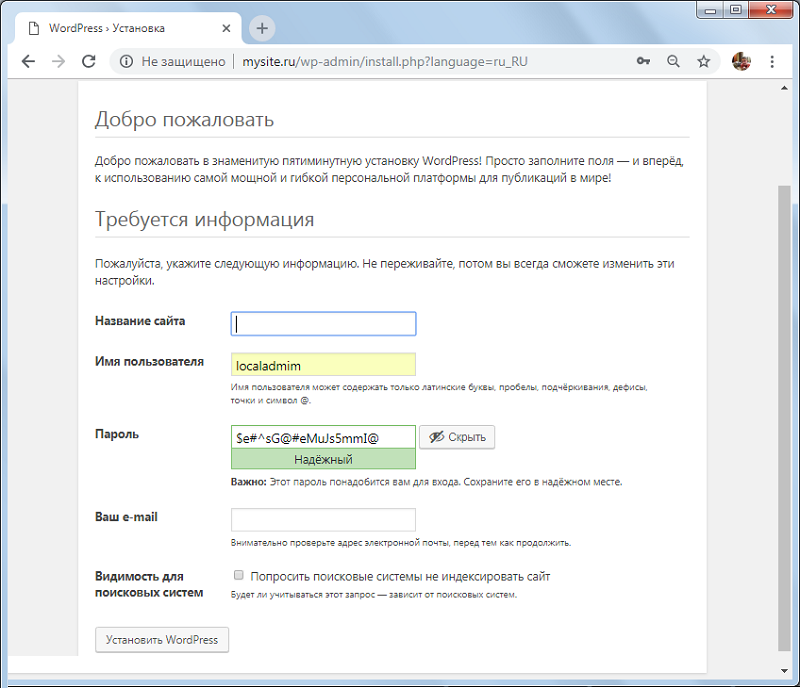 WordPress › Установка
Не защищено mysite.ru/wp-admin/install.php?language=ru_RU
Добро пожаловать
Добро пожаловать в знаменитую пятиминутную установку WordPress! Просто заполните поля — и вперёд,
к использованию самой мощной и гибкой персональной платформы для публикаций в мире!
Требуется информация
Пожалуйста, укажите следующую информацию. Не переживайте, потом вы всегда сможете изменить эти
настройки.
Название сайта
Имя пользователя localadmim
Имя пользователя может содержать только латинские буквы, пробелы, подчёркивания, дефисы,
точки и символ @.
Пароль $e#^sG@#eMuJs5mmI@ Скрыть
Надёжный
Важно: Этот пароль понадобится вам для входа. Сохраните его в надёжном месте.
Ваш e-mail
Внимательно проверьте адрес электронной почты, перед тем как продолжить.
Видимость для
поисковых систем
Попросить поисковые системы не индексировать сайт
Будет ли учитываться этот запрос — зависит от поисковых систем.
Установить WordPress